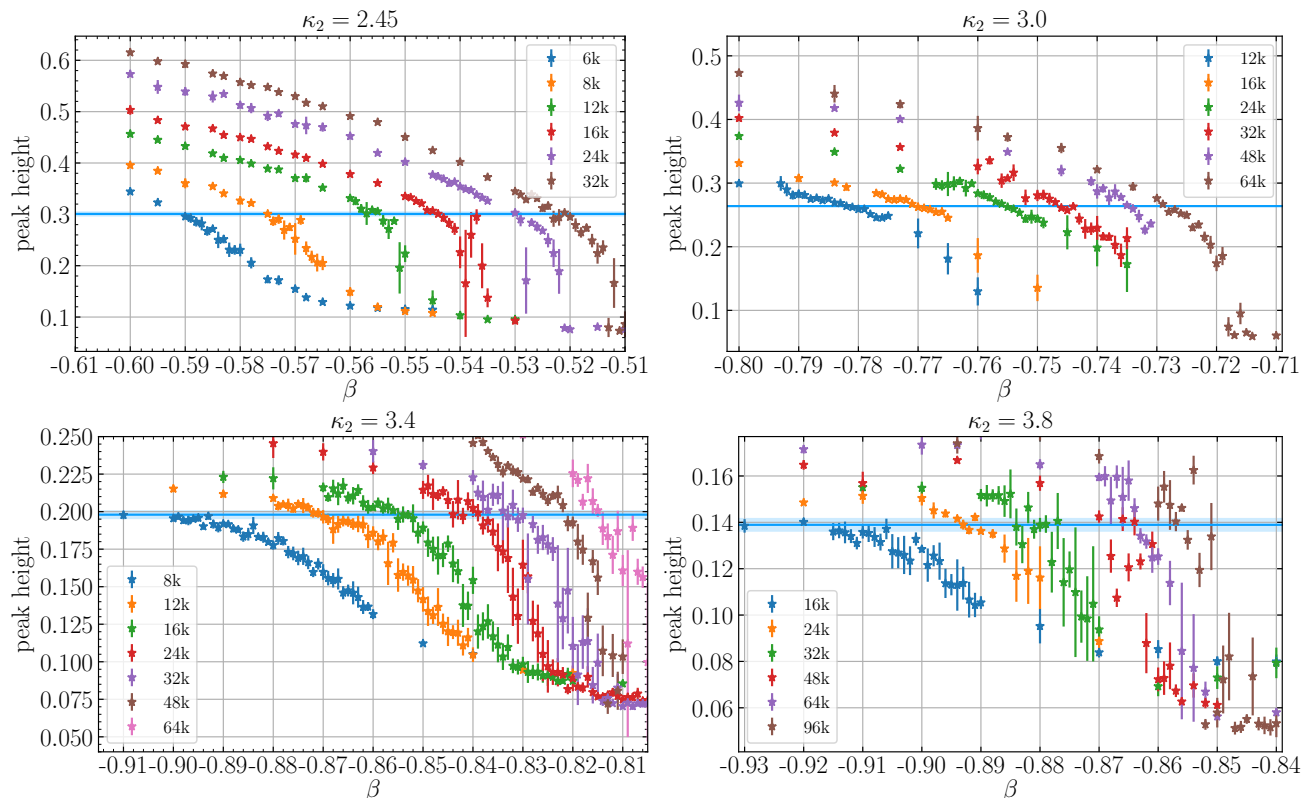 κ₂ = 2.45
peak height
0.6
0.5
0.4
0.3
0.2
0.1
6k
8k
12k
16k
24k
32k
-0.61 -0.60 -0.59 -0.58 -0.57 -0.56 -0.55 -0.54 -0.53 -0.52 -0.51
β
κ₂ = 3.0
peak height
0.5
0.4
0.3
0.2
0.1
12k
16k
24k
32k
48k
64k
-0.80 -0.79 -0.78 -0.77 -0.76 -0.75 -0.74 -0.73 -0.72 -0.71
β
κ₂ = 3.4
peak height
0.250
0.225
0.200
0.175
0.150
0.125
0.100
0.075
0.050
8k
12k
16k
24k
32k
48k
64k
-0.91 -0.90 -0.89 -0.88 -0.87 -0.86 -0.85 -0.84 -0.83 -0.82 -0.81
β
κ₂ = 3.8
peak height
0.16
0.14
0.12
0.10
0.08
0.06
16k
24k
32k
48k
64k
96k
-0.93 -0.92 -0.91 -0.90 -0.89 -0.88 -0.87 -0.86 -0.85 -0.84
β